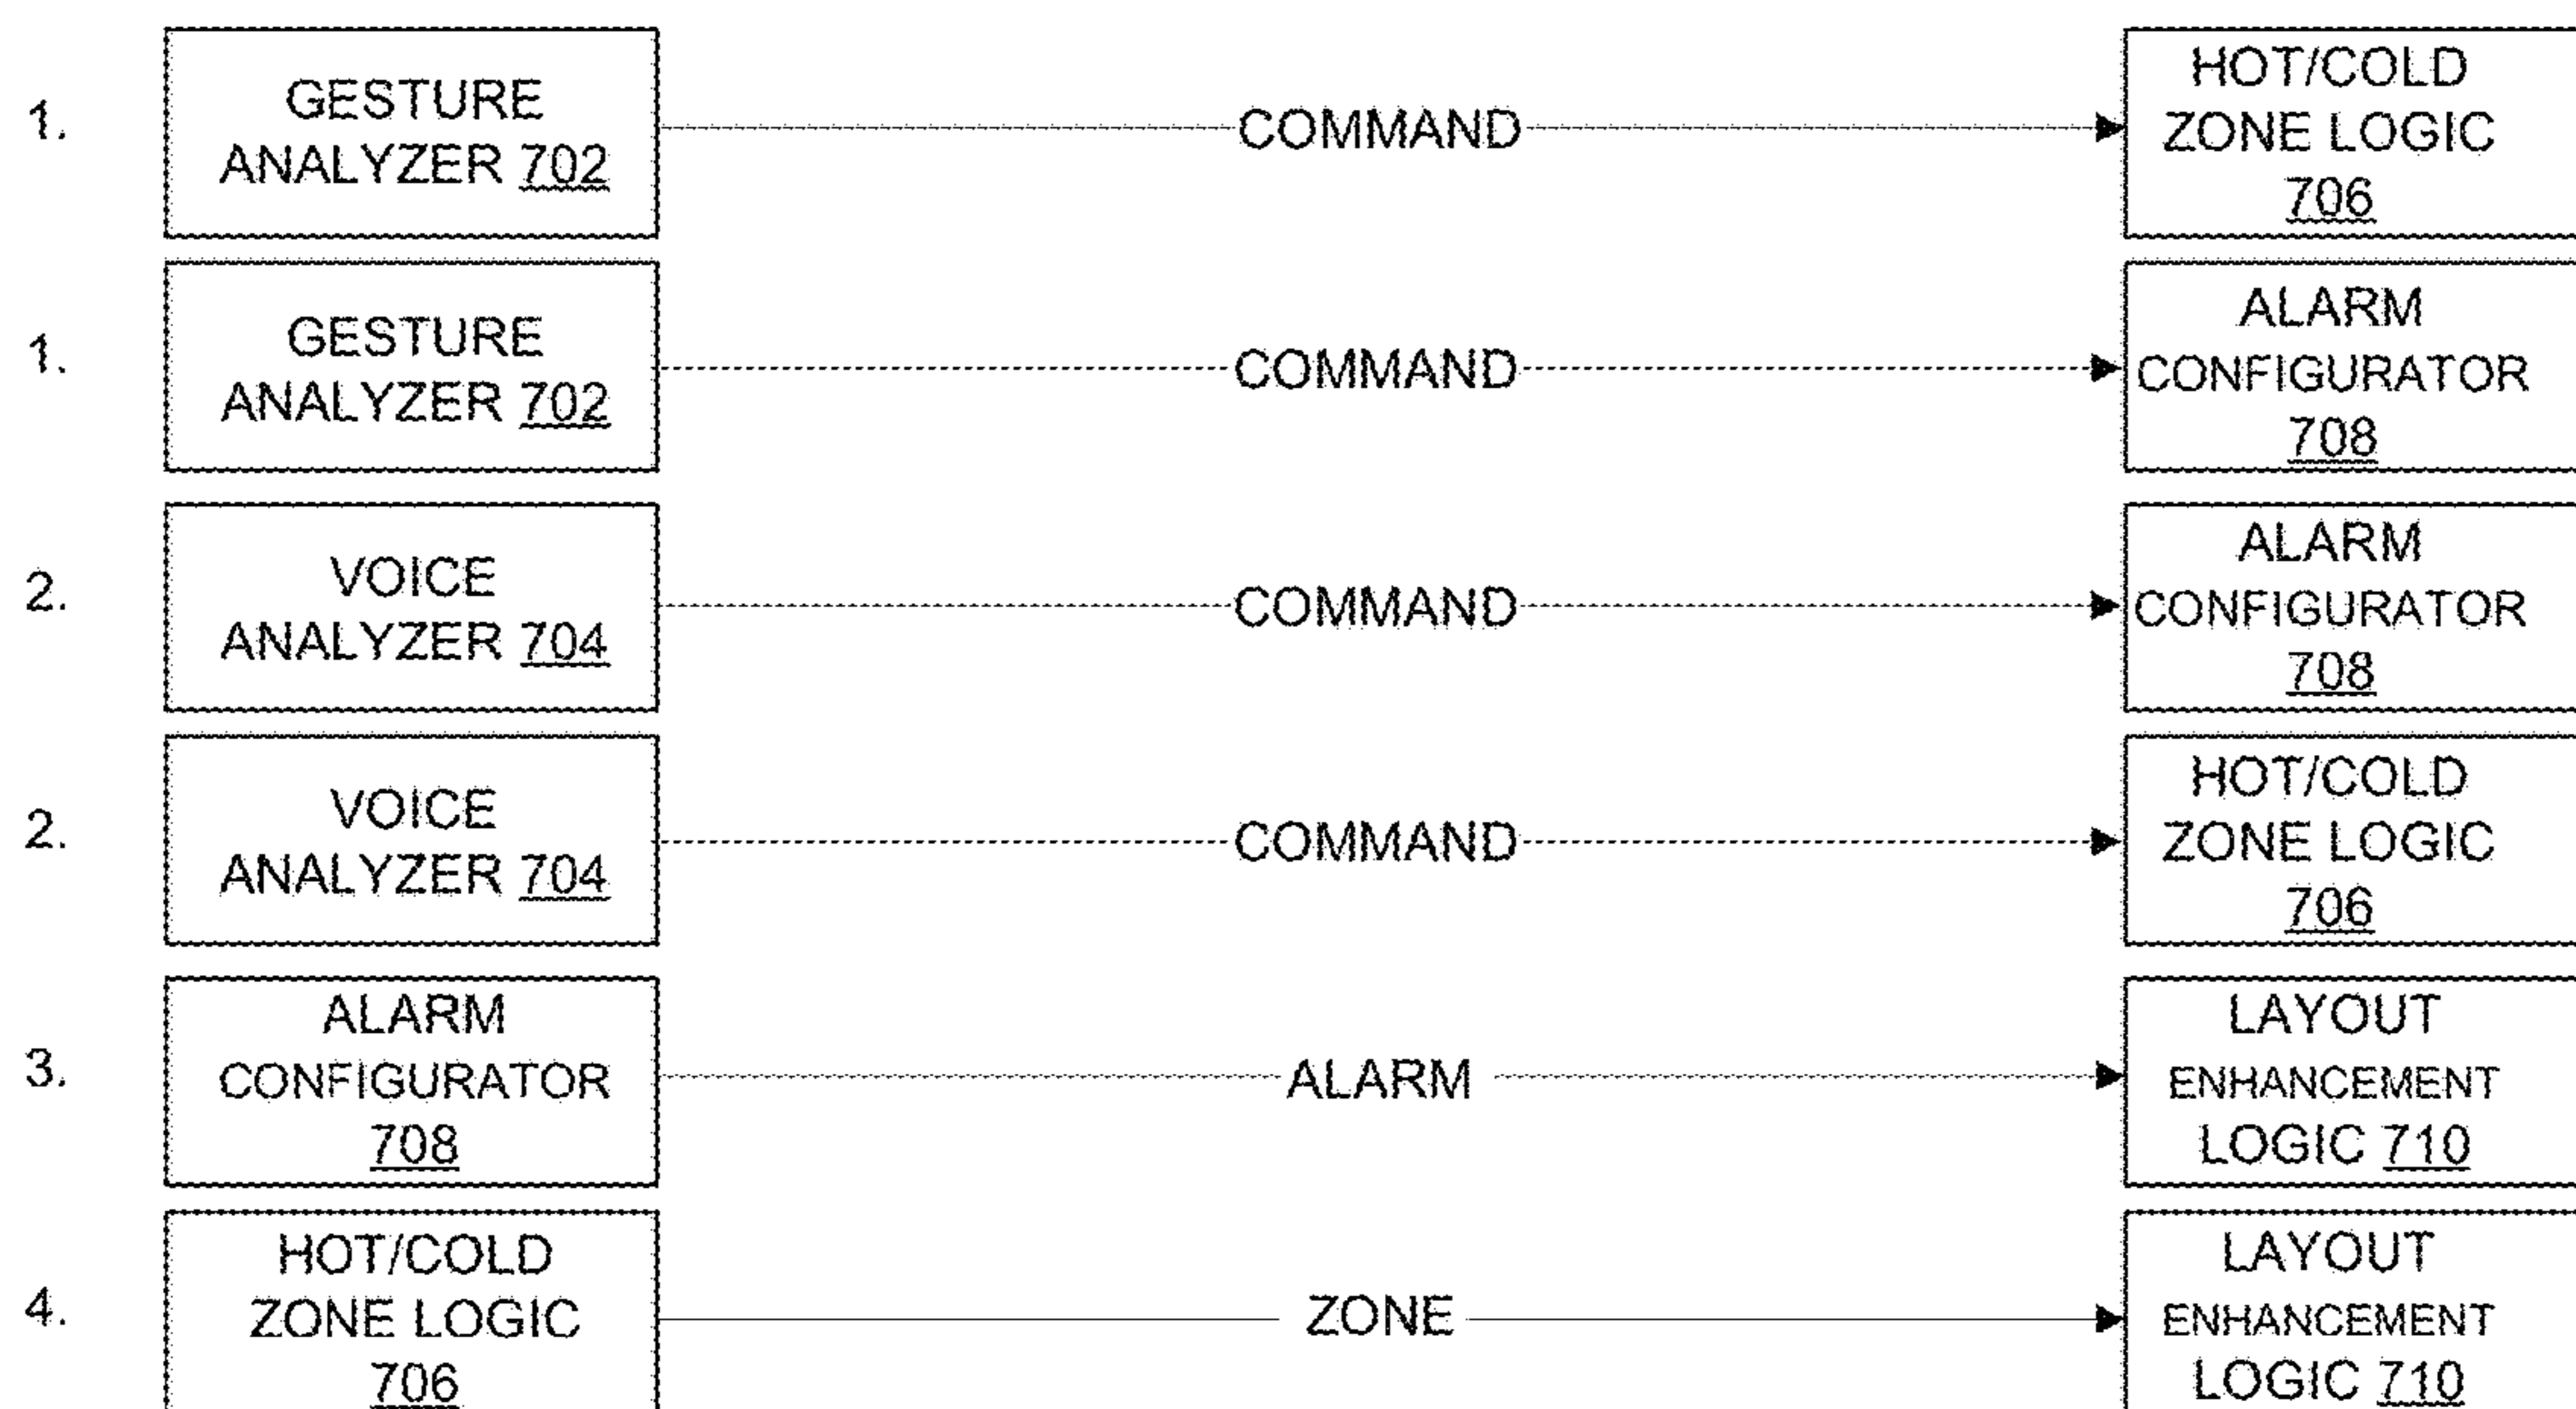 1.
GESTURE
ANALYZER 702
COMMAND
HOT/COLD
ZONE LOGIC
706
1.
GESTURE
ANALYZER 702
COMMAND
ALARM
CONFIGURATOR
708
2.
VOICE
ANALYZER 704
COMMAND
ALARM
CONFIGURATOR
708
2.
VOICE
ANALYZER 704
COMMAND
HOT/COLD
ZONE LOGIC
706
3.
ALARM
CONFIGURATOR
708
ALARM
LAYOUT
ENHANCEMENT
LOGIC 710
4.
HOT/COLD
ZONE LOGIC
706
ZONE
LAYOUT
ENHANCEMENT
LOGIC 710